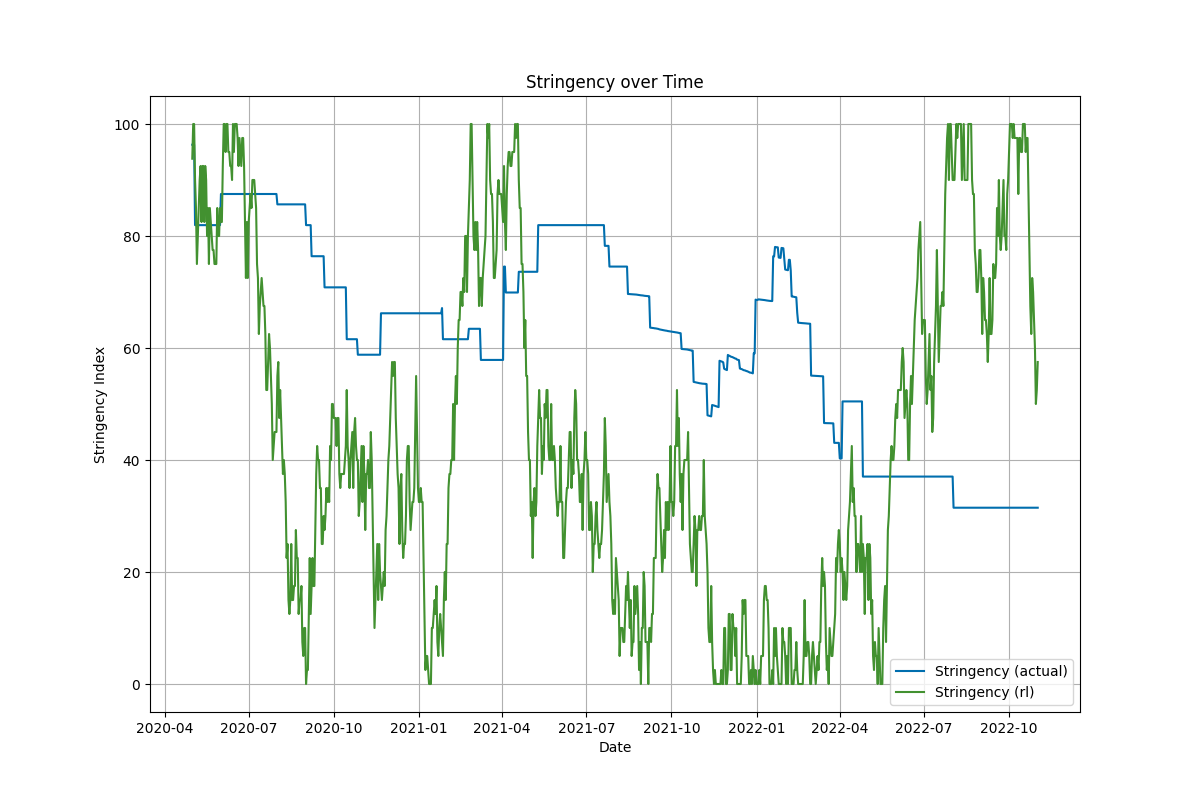 Stringency over Time
Stringency Index
100
80
60
40
20
0
2020-04 2020-07 2020-10 2021-01 2021-04 2021-07 2021-10 2022-01 2022-04 2022-07 2022-10
Date
Stringency (actual)
Stringency (rl)